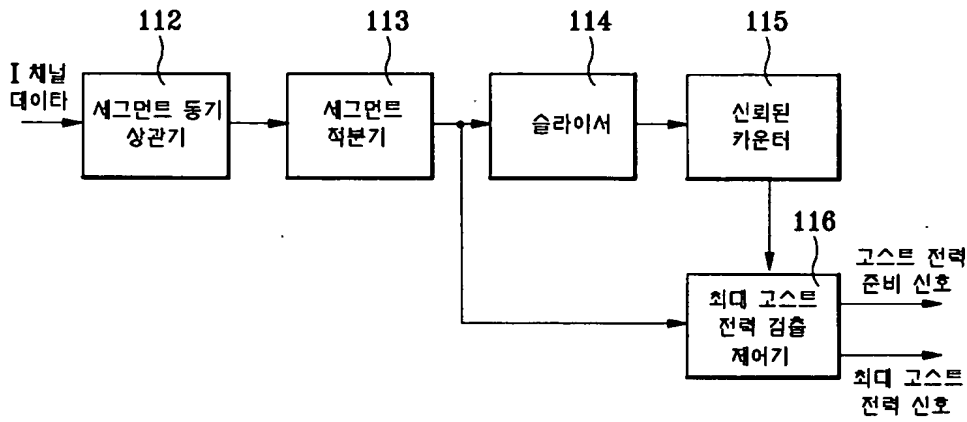 112
113
114
115
I 채널
데이타
세그먼트 동기
상관기
세그먼트
적분기
슬라이서
신뢰된
카운터
116
최대 고스트
전력 검출
제어기
고스트 전력
준비 신호
최대 고스트
전력 신호